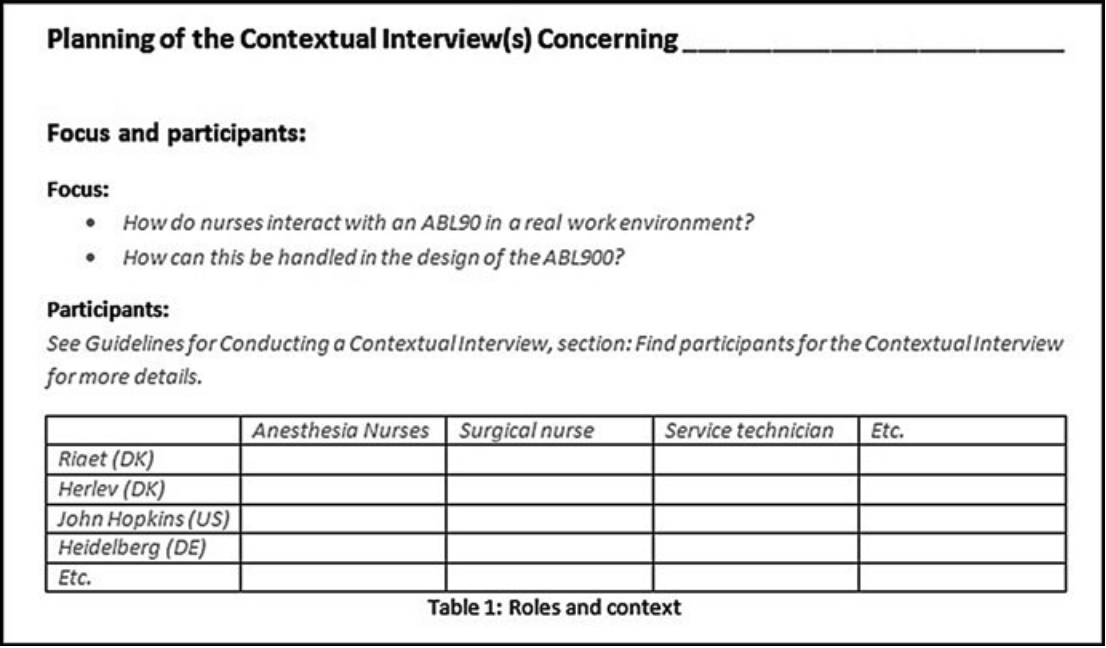 Planning of the Contextual Interview(s) Concerning
Focus and participants:
Focus:
• How do nurses interact with an ABL90 in a real work environment?
• How can this be handled in the design of the ABL900?
Participants:
See Guidelines for Conducting a Contextual Interview, section: Find participants for the Contextual Interview
for more details.
Anesthesia Nurses Surgical nurse Service technician Etc.
Riget (DK)
Herlev (DK)
John Hopkins (US)
Heidelberg (DE)
Etc.
Table 1: Roles and context